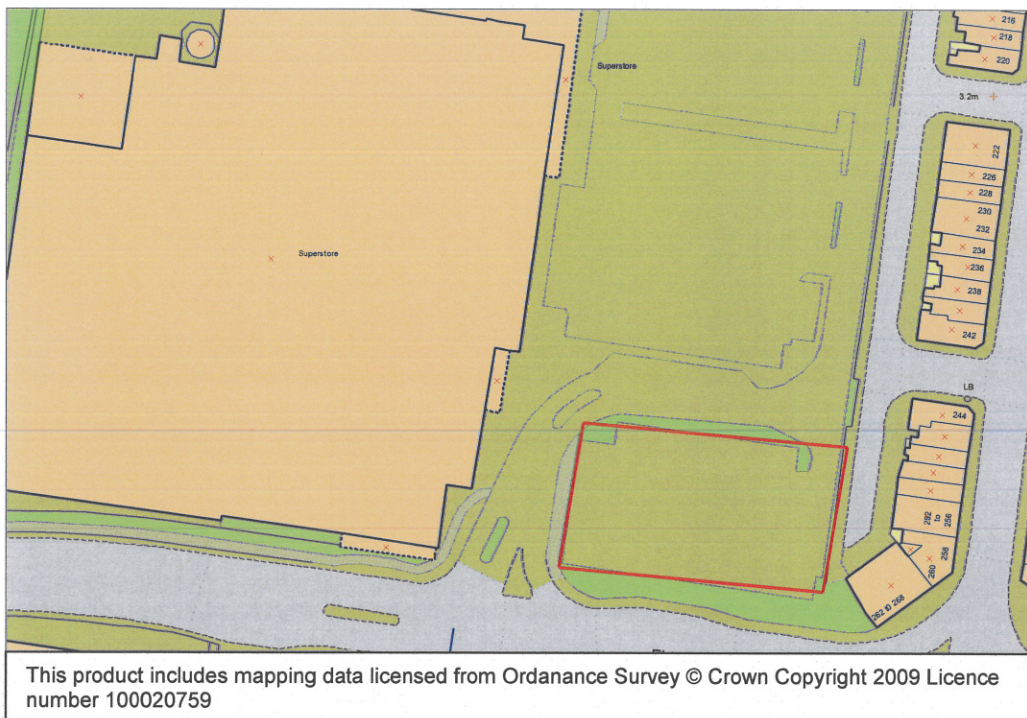 216
218
220
Superstore
3.2m
222
226
228
230
232
234
236
238
242
Superstore
LB
244
292
to
256
258
260
262 to 268
This product includes mapping data licensed from Ordanance Survey © Crown Copyright 2009 Licence
number 100020759